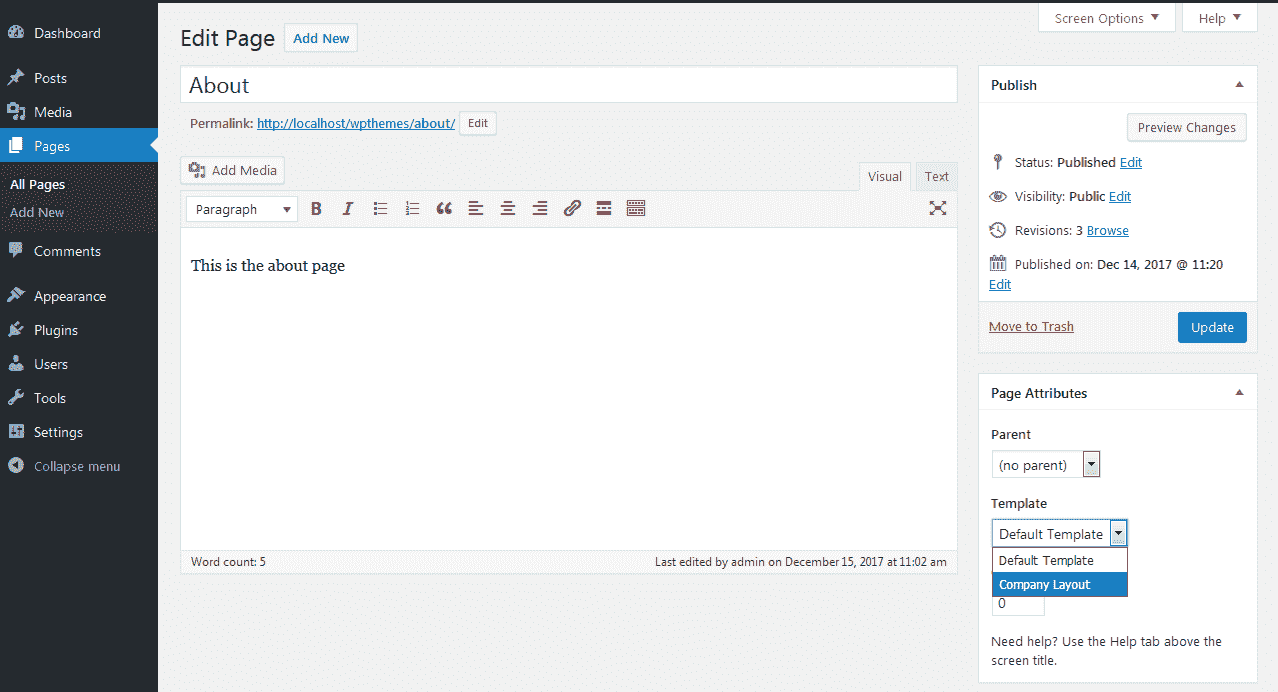 Screen Options
Help
Dashboard
Posts
Media
Pages
All Pages
Add New
Comments
Appearance
Plugins
Users
Tools
Settings
Collapse menu
Edit Page Add New
About
Permalink: http://localhost/wpthemes/about/ Edit
Add Media
Visual Text
Paragraph
This is the about page
Word count: 5
Last edited by admin on December 15, 2017 at 11:02 am
Publish
Preview Changes
Status: Published Edit
Visibility: Public Edit
Revisions: 3 Browse
Published on: Dec 14, 2017 @ 11:20
Edit
Move to Trash
Update
Page Attributes
Parent
(no parent)
Template
Default Template
Default Template
Company Layout
0
Need help? Use the Help tab above the
screen title.